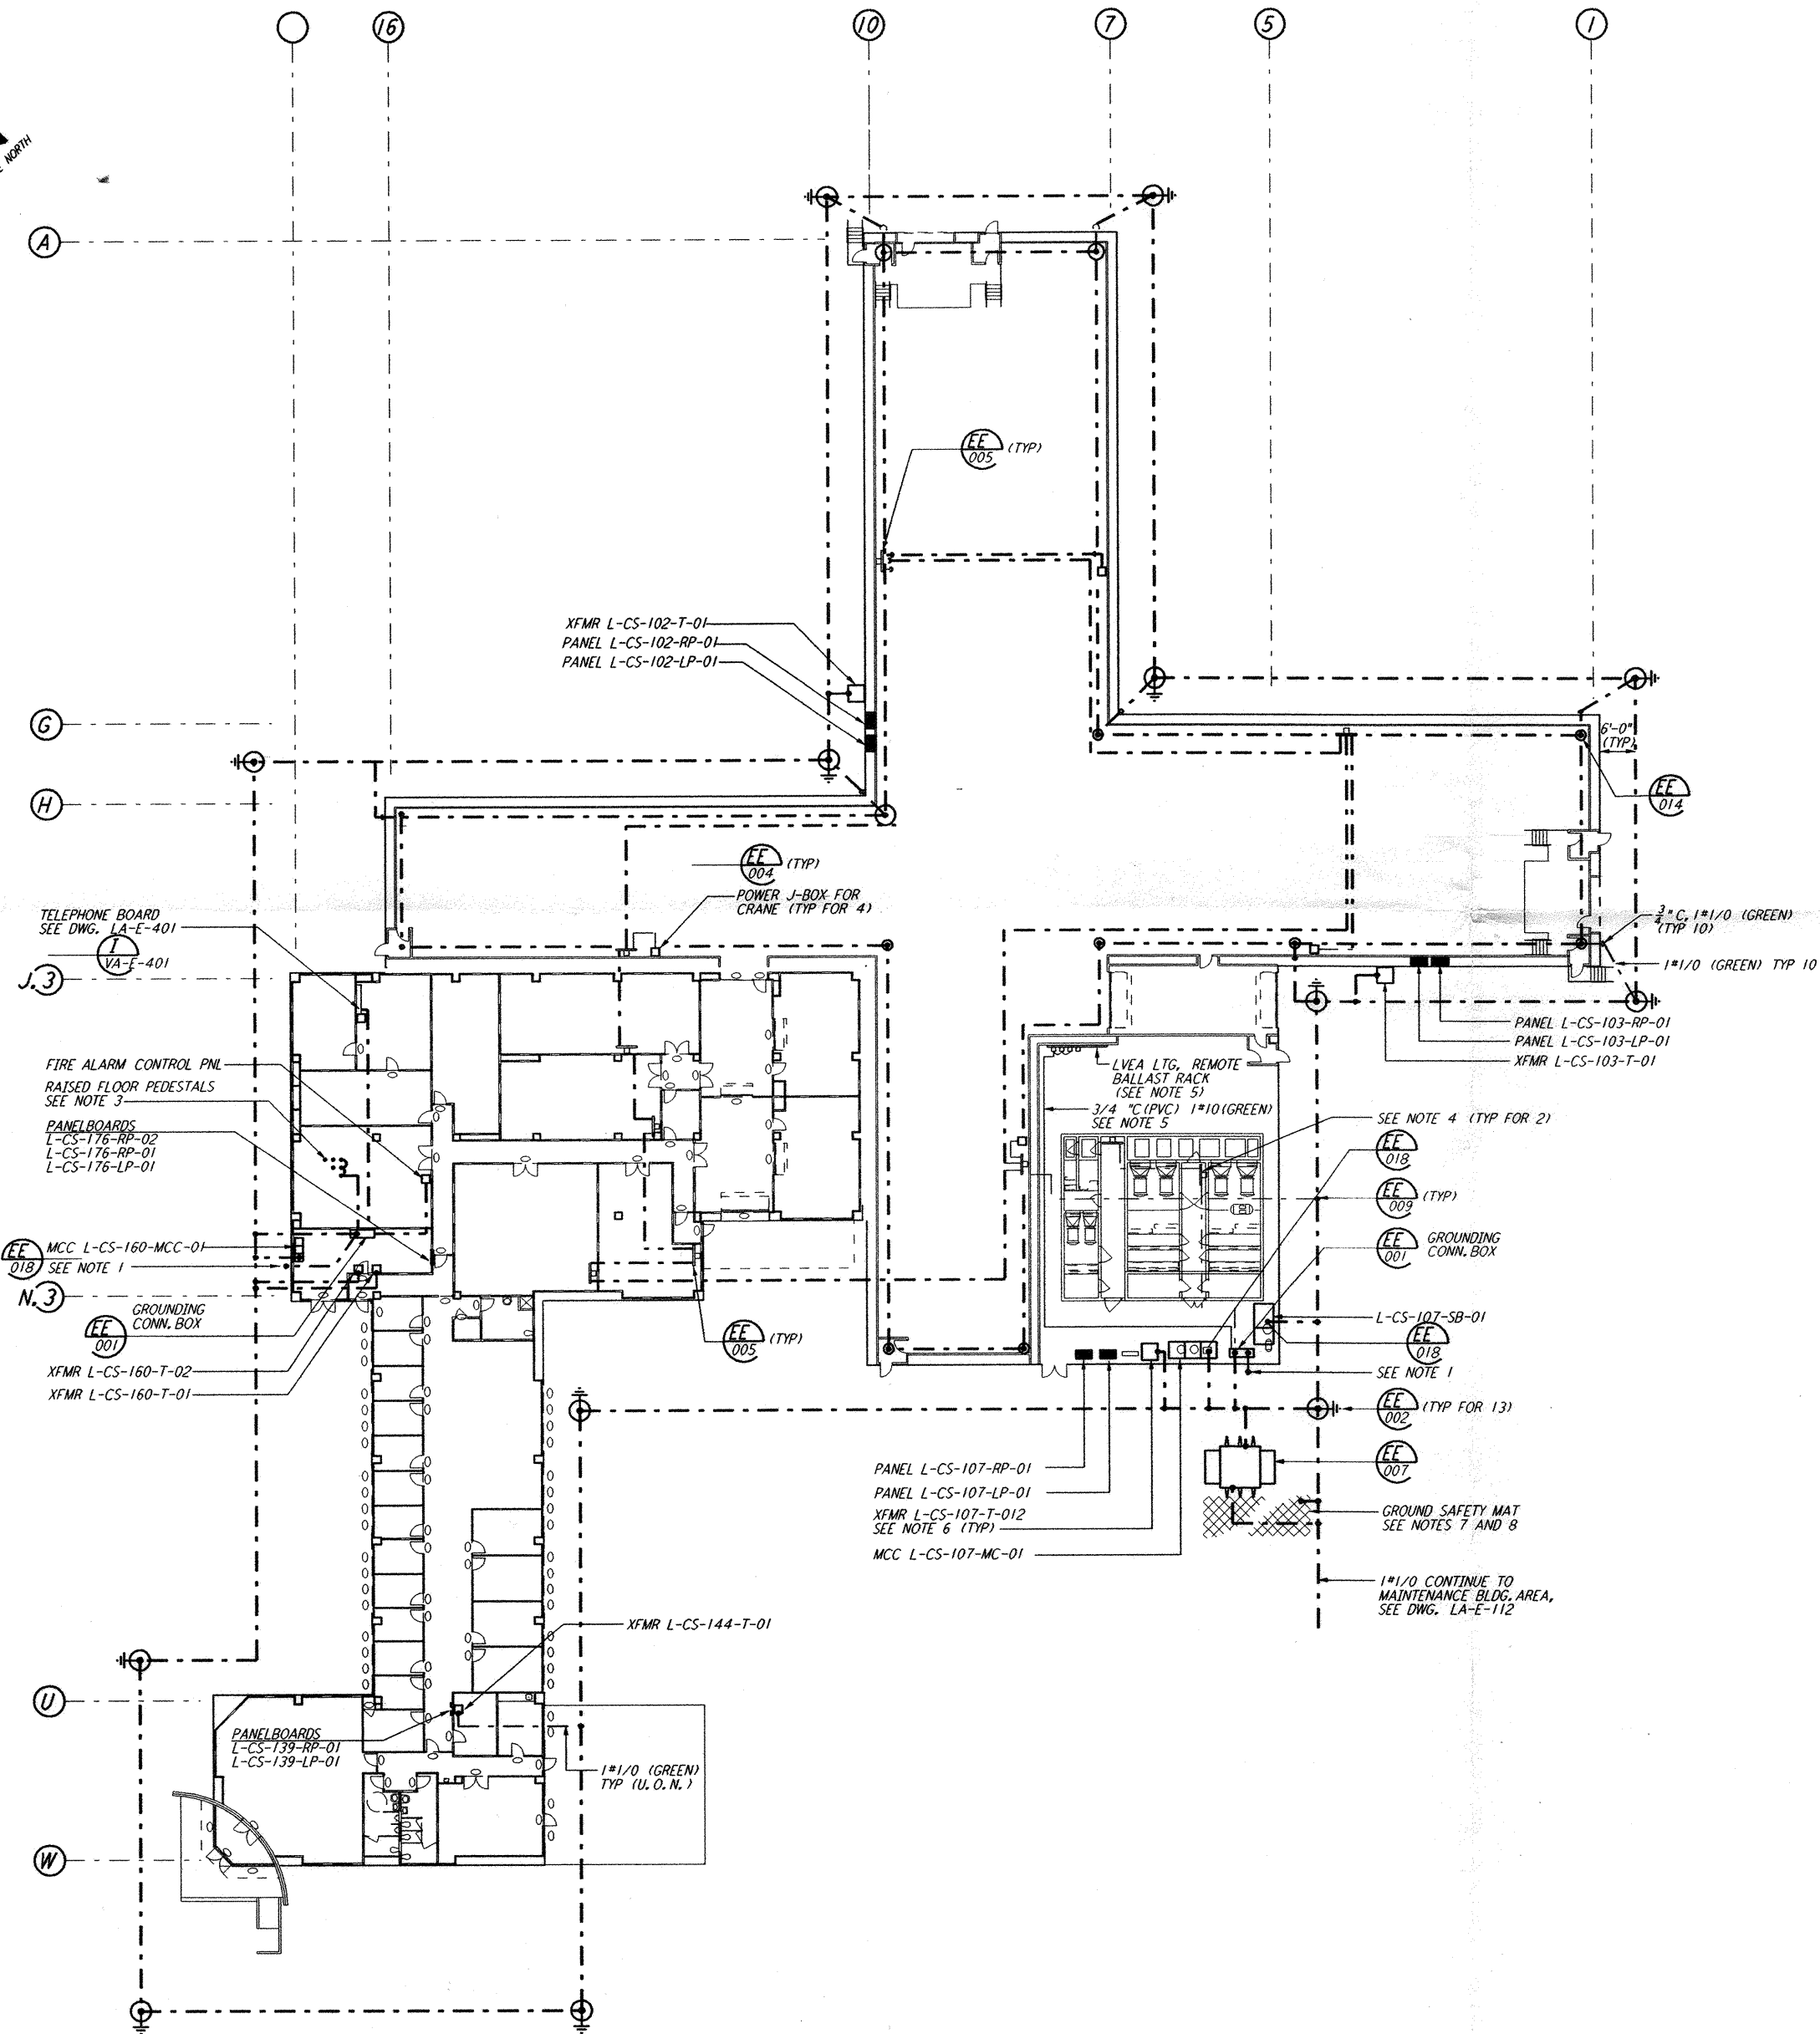 16
10
7
5
1
NORTH
A
EE
005
(TYP)
XFMR L-CS-102-T-01
PANEL L-CS-102-RP-01
PANEL L-CS-102-LP-01
G
6'-0"
(TYP)
EE
014
H
EE
004
(TYP)
POWER J-BOX FOR
CRANE (TYP FOR 4)
TELEPHONE BOARD
SEE DWG. LA-E-401
I
VA-E-401
3/4" C, 1#1/0 (GREEN)
(TYP 10)
1#1/0 (GREEN) TYP 10
J.3
PANEL L-CS-103-RP-01
PANEL L-CS-103-LP-01
XFMR L-CS-103-T-01
FIRE ALARM CONTROL PNL
RAISED FLOOR PEDESTALS
SEE NOTE 3
PANELBOARDS
L-CS-176-RP-02
L-CS-176-RP-01
L-CS-176-LP-01
LVEA LTG, REMOTE
BALLAST RACK
(SEE NOTE 5)
3/4 "C(PVC) 1#10(GREEN)
SEE NOTE 5
SEE NOTE 4 (TYP FOR 2)
EE
018
EE
009
(TYP)
EE
001
GROUNDING
CONN. BOX
EE
018
MCC L-CS-160-MCC-01
SEE NOTE 1
N.3
GROUNDING
CONN. BOX
EE
001
EE
005
(TYP)
L-CS-107-SB-01
EE
018
SEE NOTE 1
XFMR L-CS-160-T-02
XFMR L-CS-160-T-01
EE
002
(TYP FOR 13)
EE
007
PANEL L-CS-107-RP-01
PANEL L-CS-107-LP-01
XFMR L-CS-107-T-012
SEE NOTE 6 (TYP)
MCC L-CS-107-MC-01
GROUND SAFETY MAT
SEE NOTES 7 AND 8
1#1/0 CONTINUE TO
MAINTENANCE BLDG. AREA,
SEE DWG. LA-E-112
XFMR L-CS-144-T-01
U
PANELBOARDS
L-CS-139-RP-01
L-CS-139-LP-01
1#1/0 (GREEN)
TYP (U.O.N.)
W